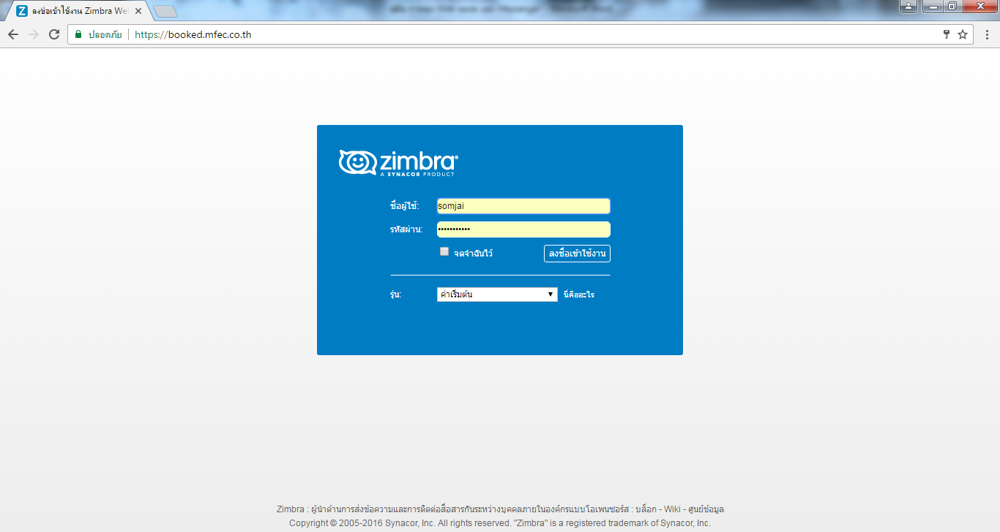 ลงชื่อเข้าใช้งาน Zimbra We
ปลอดภัย https://booked.mfec.co.th
zimbra®
A SYNACOR PRODUCT
ชื่อผู้ใช้: somjai
รหัสผ่าน: •••••••••••
จดจำฉันไว้ ลงชื่อเข้าใช้งาน
รุ่น: ค่าเริ่มต้น นี่คืออะไร
Zimbra : ผู้นำด้านการส่งข้อความและการติดต่อสื่อสารกันระหว่างบุคคลภายในองค์กรแบบโอเพนซอร์ส : บล็อก - Wiki - ศูนย์ข้อมูล
Copyright © 2005-2016 Synacor, Inc. All rights reserved. "Zimbra" is a registered trademark of Synacor, Inc.